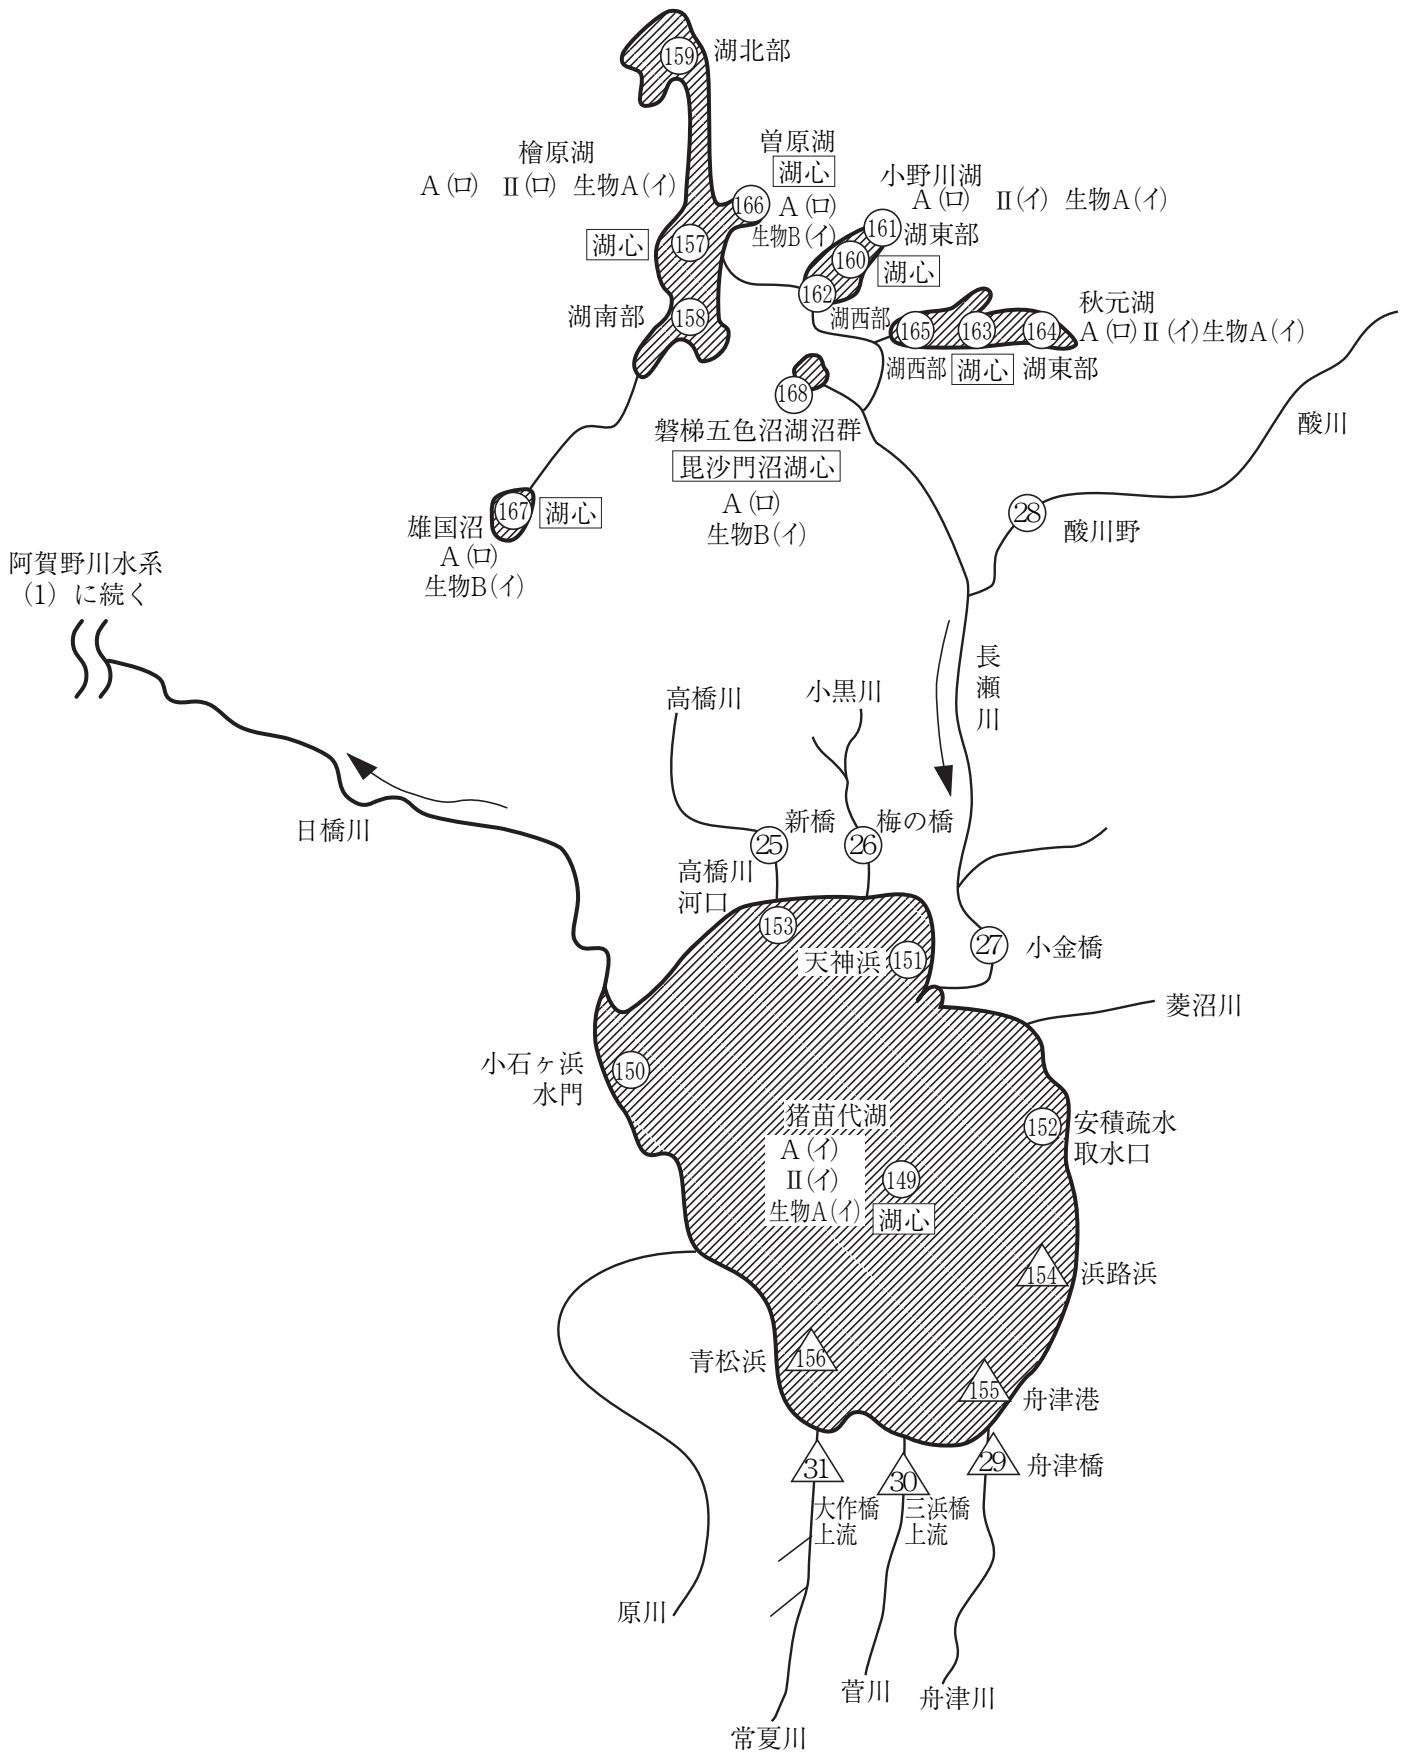 159
湖北部
檜原湖
A(ロ) Ⅱ(ロ) 生物A(イ)
曽原湖
湖心
A(ロ)
生物B(イ)
166
小野川湖
A(ロ) Ⅱ(イ) 生物A(イ)
161
湖東部
160
湖心
162
湖西部
湖心
157
湖南部
158
秋元湖
A(ロ)Ⅱ(イ)生物A(イ)
165
163
164
湖西部
湖心
湖東部
168
磐梯五色沼湖沼群
毘沙門沼湖心
A(ロ)
生物B(イ)
酸川
28
酸川野
167
湖心
雄国沼
A(ロ)
生物B(イ)
阿賀野川水系
(1)に続く
長瀬川
高橋川
小黒川
日橋川
新橋
25
梅の橋
26
高橋川
河口
153
天神浜
151
27
小金橋
菱沼川
小石ヶ浜
水門
150
152
安積疏水
取水口
猪苗代湖
A(イ)
Ⅱ(イ)
生物A(イ)
149
湖心
154
浜路浜
青松浜
156
155
舟津港
31
大作橋
上流
30
三浜橋
上流
29
舟津橋
原川
菅川
舟津川
常夏川